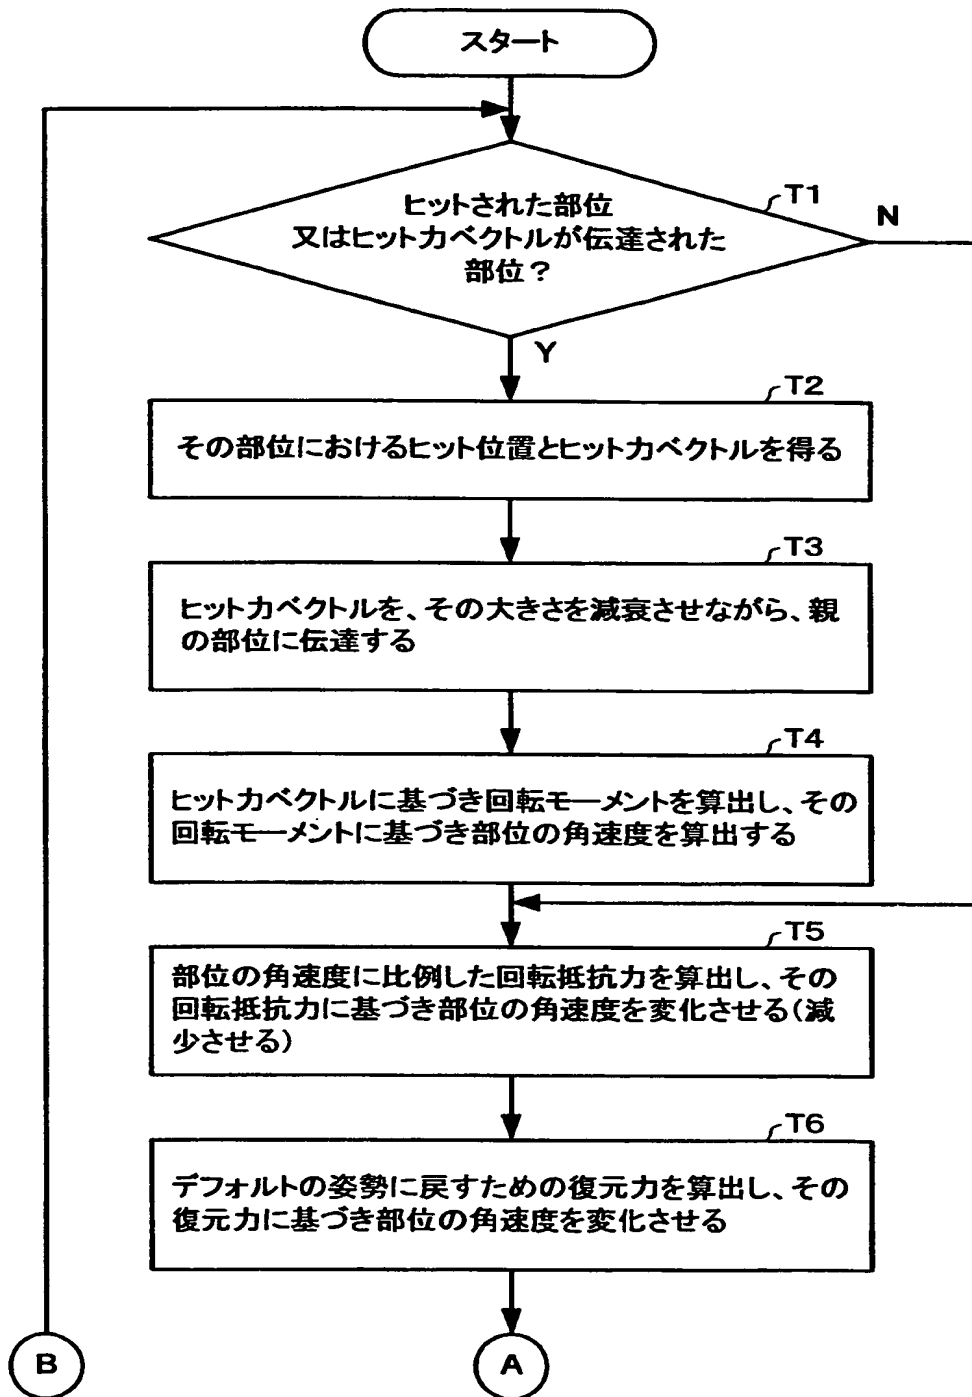 スタート
T1
N
ヒットされた部位
又はヒット力ベクトルが伝達された
部位？
Y
T2
その部位におけるヒット位置とヒット力ベクトルを得る
T3
ヒット力ベクトルを、その大きさを減衰させながら、親
の部位に伝達する
T4
ヒット力ベクトルに基づき回転モーメントを算出し、その
回転モーメントに基づき部位の角速度を算出する
T5
部位の角速度に比例した回転抵抗力を算出し、その
回転抵抗力に基づき部位の角速度を変化させる（減
少させる）
T6
デフォルトの姿勢に戻すための復元力を算出し、その
復元力に基づき部位の角速度を変化させる
B
A